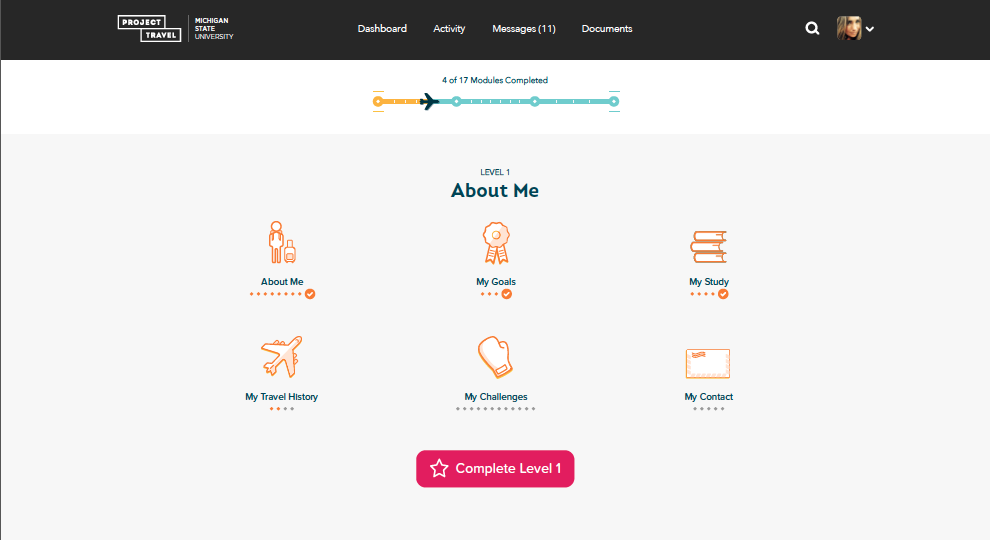 PROJECT
TRAVEL
MICHIGAN
STATE
UNIVERSITY
Dashboard
Activity
Messages (11)
Documents
4 of 17 Modules Completed
LEVEL 1
About Me
About Me
My Goals
My Study
My Travel History
My Challenges
My Contact
Complete Level 1